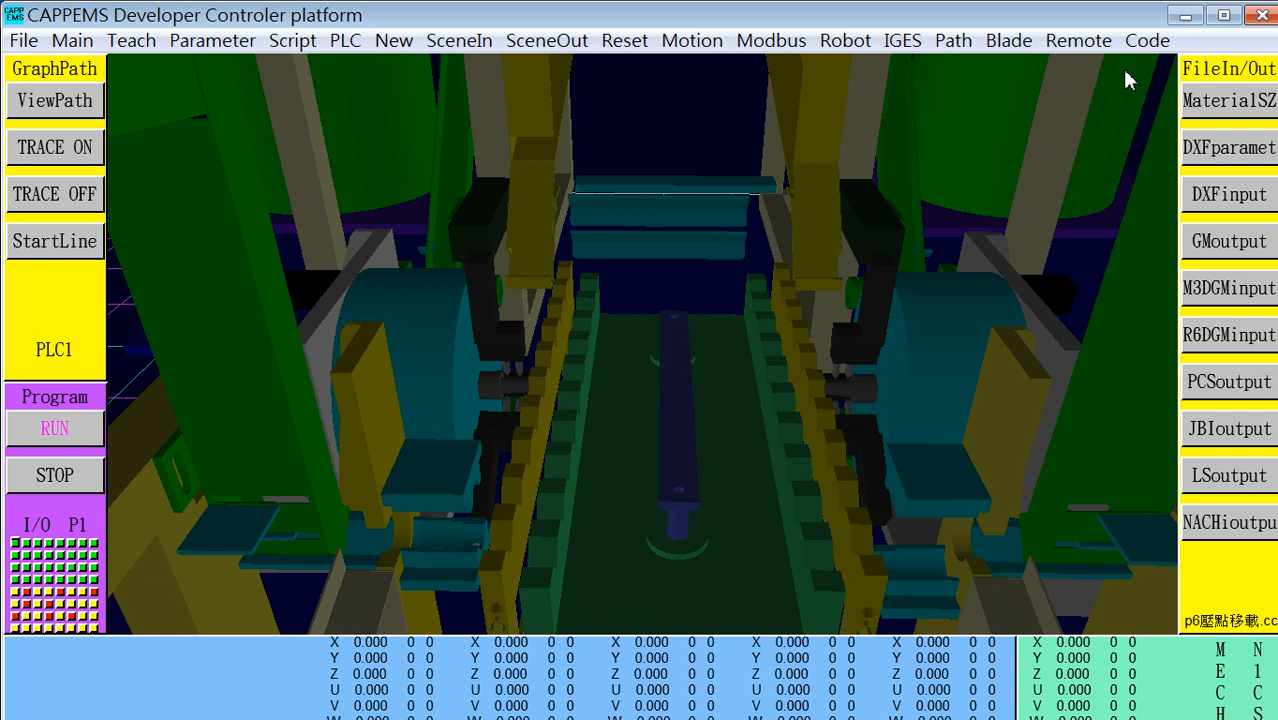 CAPPEMS Developer Controler platform
File Main Teach Parameter Script PLC New SceneIn SceneOut Reset Motion Modbus Robot IGES Path Blade Remote Code
GraphPath
ViewPath
TRACE ON
TRACE OFF
StartLine
PLC1
Program
RUN
STOP
I/O P1
FileIn/Out
MaterialSZ
DXFparamet
DXFinput
GMoutput
M3DGMinput
R6DGMinput
PCSoutput
JBIoutput
LSoutput
NACHioutpu
p6壓點移載.cc
X 0.000 0 0 X 0.000 0 0 X 0.000 0 0 X 0.000 0 0 X 0.000 0 0 X 0.000 0 0 M N
Y 0.000 0 0 Y 0.000 0 0 Y 0.000 0 0 Y 0.000 0 0 Y 0.000 0 0 Y 0.000 0 0 E 1
Z 0.000 0 0 Z 0.000 0 0 Z 0.000 0 0 Z 0.000 0 0 Z 0.000 0 0 Z 0.000 0 0
U 0.000 0 0 U 0.000 0 0 U 0.000 0 0 U 0.000 0 0 U 0.000 0 0 U 0.000 0 0 C C
V 0.000 0 0 V 0.000 0 0 V 0.000 0 0 V 0.000 0 0 V 0.000 0 0 V 0.000 0 0 H S